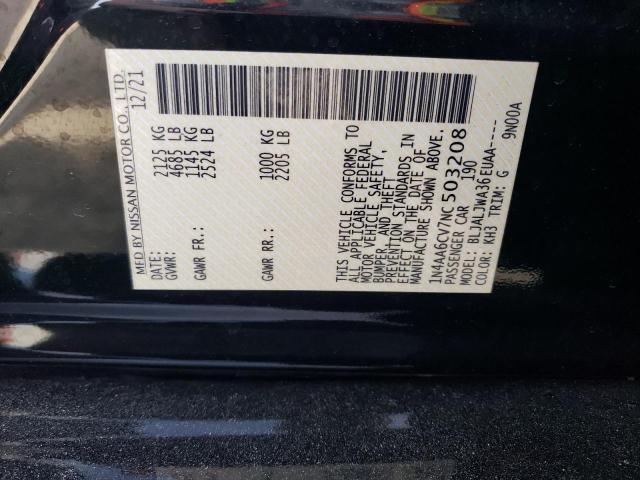 MFD BY NISSAN MOTOR CO., LTD.
DATE: 12/21
GVWR: 2125 KG
4685 LB
GAWR FR.: 1145 KG
2524 LB
GAWR RR.: 1000 KG
2205 LB
THIS VEHICLE CONFORMS TO
ALL APPLICABLE FEDERAL
MOTOR VEHICLE SAFETY,
BUMPER, AND THEFT
PREVENTION STANDARDS IN
EFFECT ON THE DATE OF
MANUFACTURE SHOWN ABOVE.
1N4AA6CV7NC503208
PASSENGER CAR 190
MODEL: BLJALJWA36EUAA----
COLOR: KH3 TRIM: G 9N00A